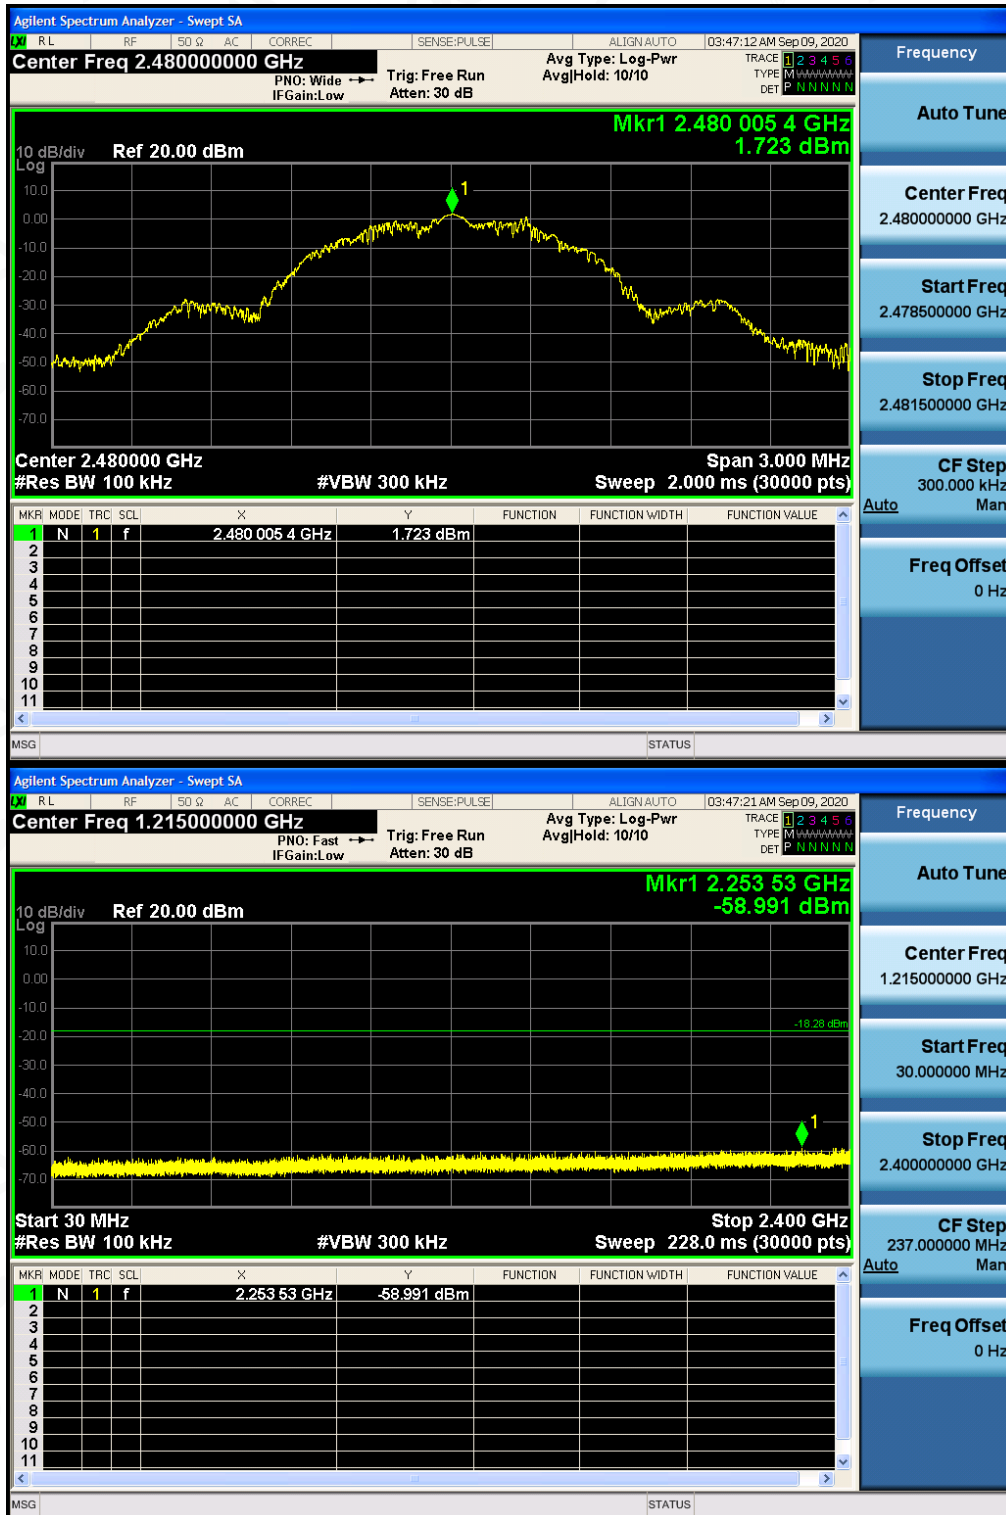 Agilent Spectrum Analyzer - Swept SA
LXI RL RF 50 Ω AC CORREC SENSE:PULSE ALIGN AUTO 03:47:12 AM Sep 09, 2020
Center Freq 2.480000000 GHz
PNO: Wide
IFGain:Low
Trig: Free Run
Atten: 30 dB
Avg Type: Log-Pwr
Avg|Hold: 10/10
TRACE 1 2 3 4 5 6
TYPE M WWWWW
DET P N N N N N
Mkr1 2.480 005 4 GHz
1.723 dBm
10 dB/div Ref 20.00 dBm
Log
10.0
0.00
-10.0
-20.0
-30.0
-40.0
-50.0
-60.0
-70.0
1
Center 2.480000 GHz Span 3.000 MHz
#Res BW 100 kHz #VBW 300 kHz Sweep 2.000 ms (30000 pts)
MKR MODE TRC SCL X Y FUNCTION FUNCTION WIDTH FUNCTION VALUE
1 N 1 f 2.480 005 4 GHz 1.723 dBm
2
3
4
5
6
7
8
9
10
11
MSG STATUS
Frequency
Auto Tune
Center Freq
2.480000000 GHz
Start Freq
2.478500000 GHz
Stop Freq
2.481500000 GHz
CF Step
300.000 kHz
Auto Man
Freq Offset
0 Hz
Agilent Spectrum Analyzer - Swept SA
LXI RL RF 50 Ω AC CORREC SENSE:PULSE ALIGN AUTO 03:47:21 AM Sep 09, 2020
Center Freq 1.215000000 GHz
PNO: Fast
IFGain:Low
Trig: Free Run
Atten: 30 dB
Avg Type: Log-Pwr
Avg|Hold: 10/10
TRACE 1 2 3 4 5 6
TYPE M WWWWW
DET P N N N N N
Mkr1 2.253 53 GHz
-58.991 dBm
10 dB/div Ref 20.00 dBm
Log
10.0
0.00
-10.0
-20.0
-30.0
-40.0
-50.0
-60.0
-70.0
-18.28 dBm
1
Start 30 MHz Stop 2.400 GHz
#Res BW 100 kHz #VBW 300 kHz Sweep 228.0 ms (30000 pts)
MKR MODE TRC SCL X Y FUNCTION FUNCTION WIDTH FUNCTION VALUE
1 N 1 f 2.253 53 GHz -58.991 dBm
2
3
4
5
6
7
8
9
10
11
MSG STATUS
Frequency
Auto Tune
Center Freq
1.215000000 GHz
Start Freq
30.000000 MHz
Stop Freq
2.400000000 GHz
CF Step
237.000000 MHz
Auto Man
Freq Offset
0 Hz